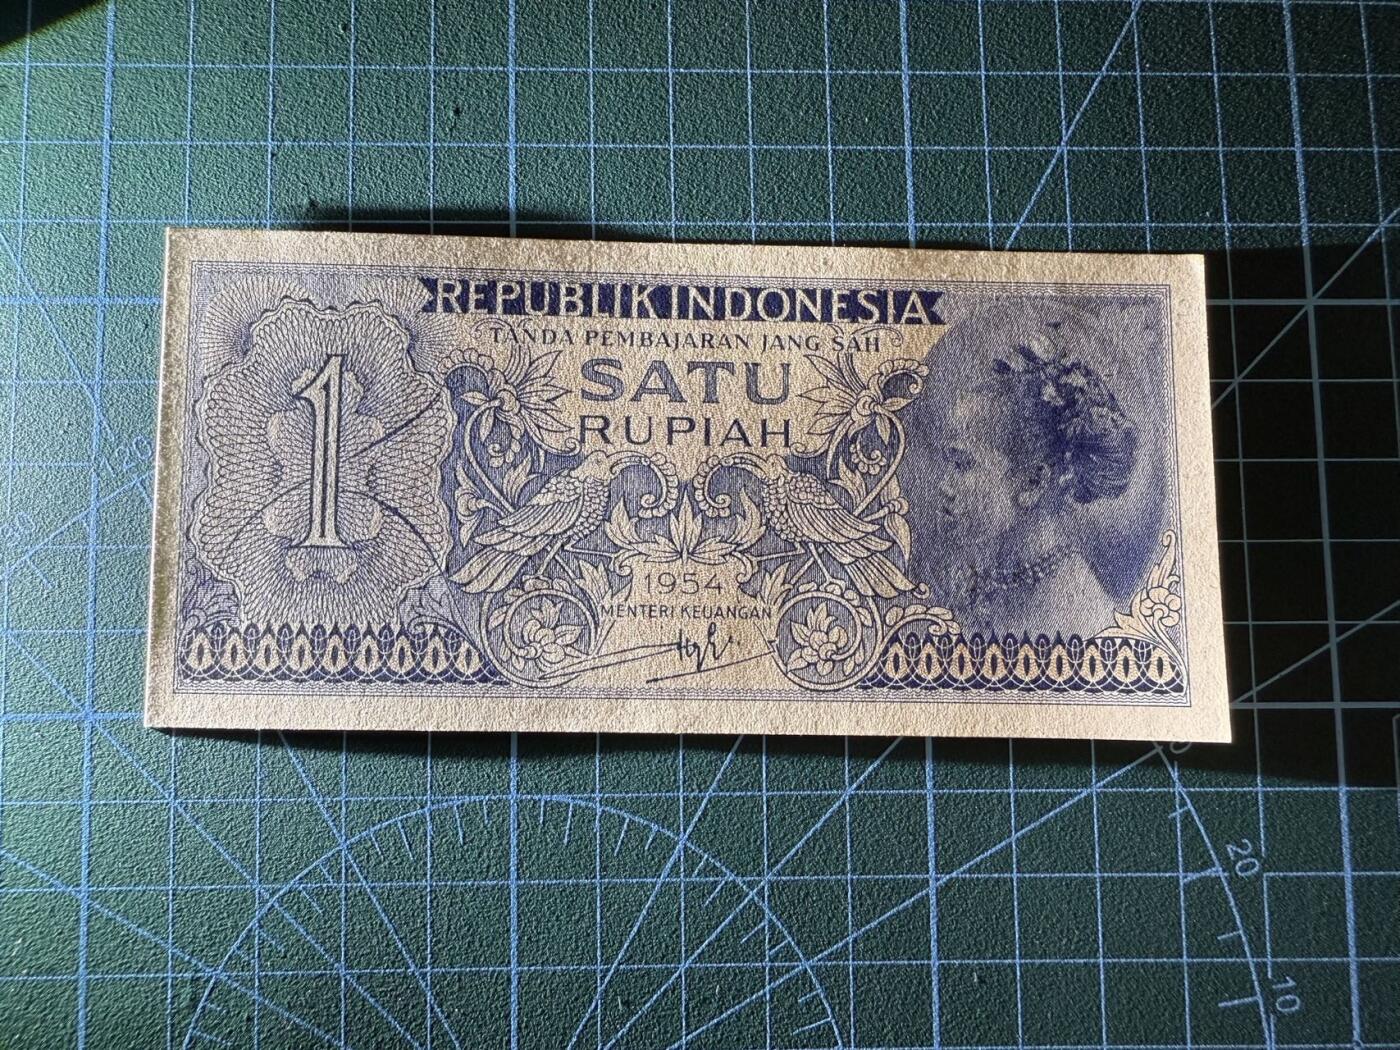 REPUBLIK INDONESIA
TANDA PEMBAJARAN JANG SAH
SATU
RUPIAH
1
1954
MENTERI KEUANGAN
20
10